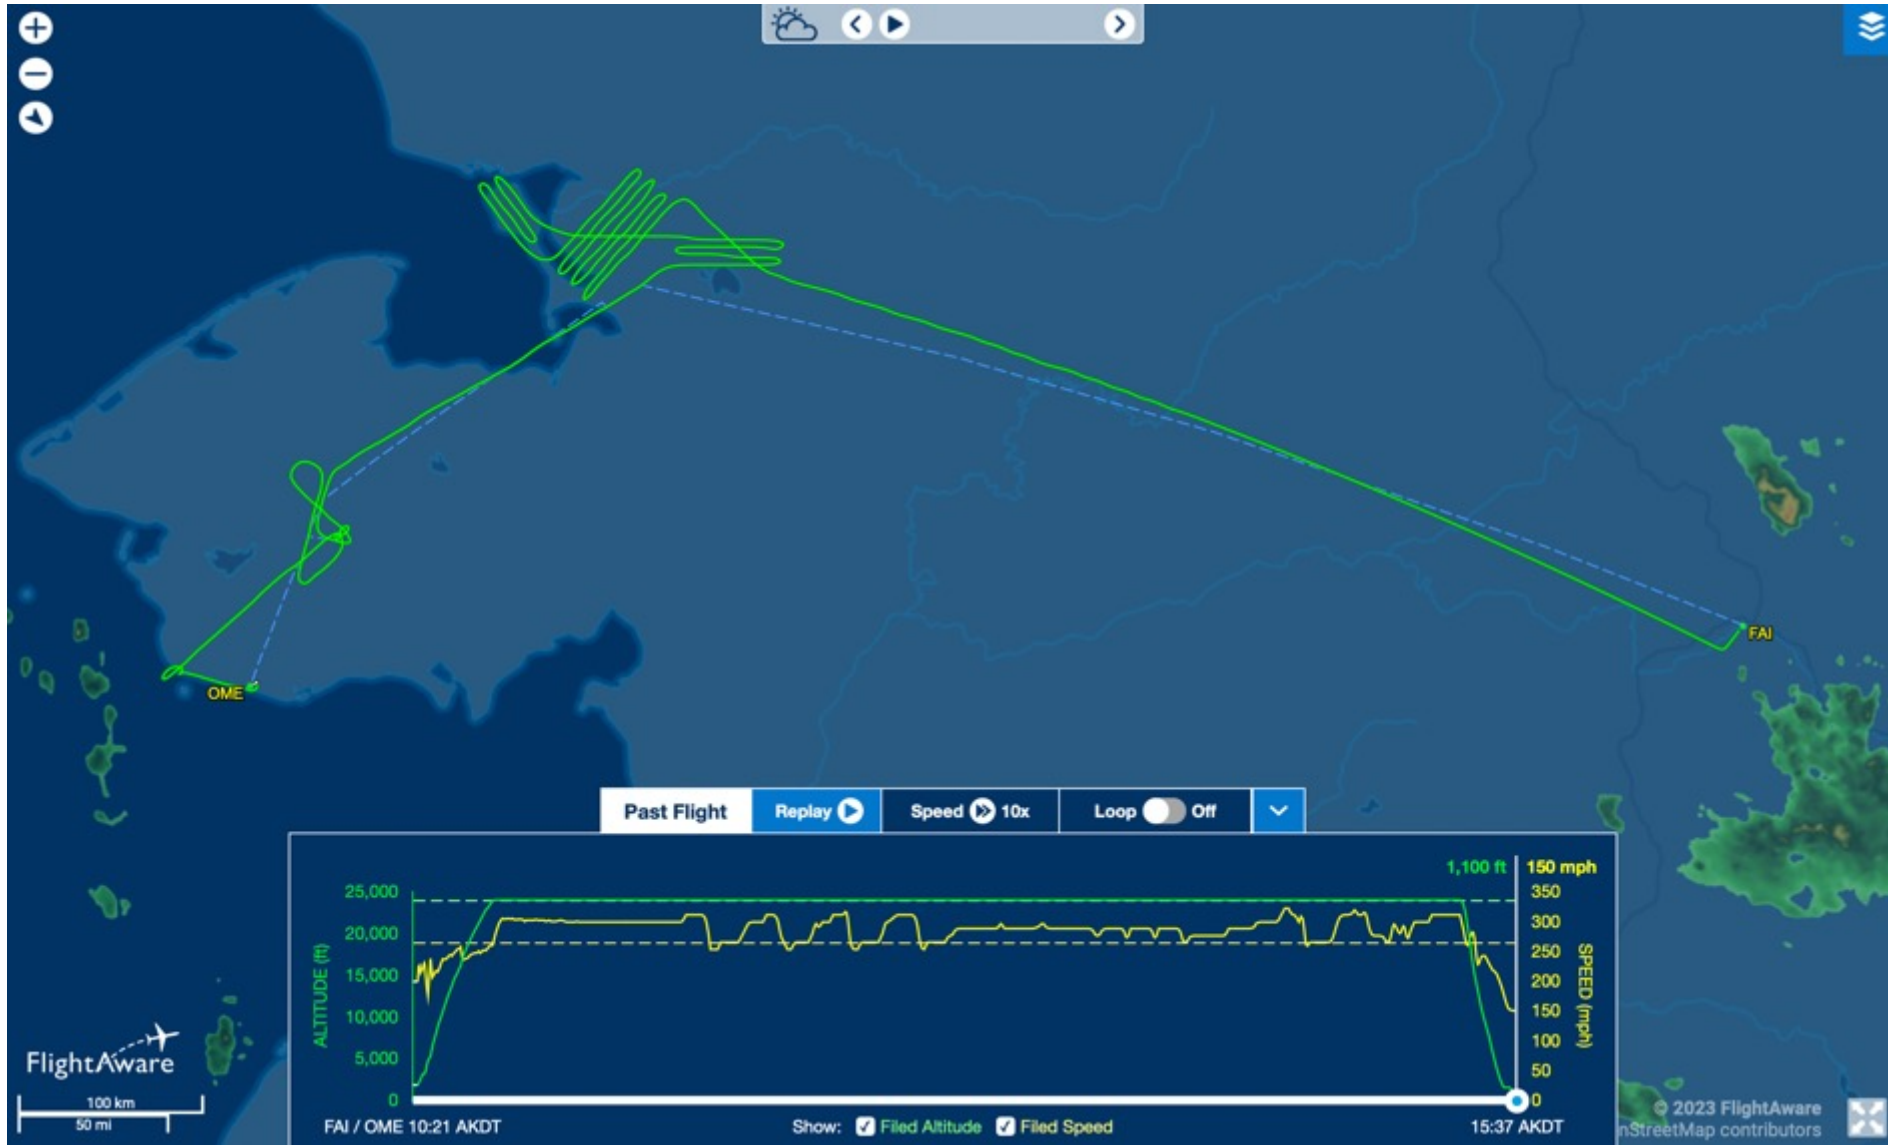 FAI
OME
Past Flight
Replay
Speed 10x
Loop Off
1,100 ft 150 mph
ALTITUDE (ft)
25,000
20,000
15,000
10,000
5,000
0
350
300
250
200
150
100
50
0
SPEED (mph)
FlightAware
100 km
50 mi
FAI / OME 10:21 AKDT
Show: Filed Altitude Filed Speed
15:37 AKDT
© 2023 FlightAware
nStreetMap contributors